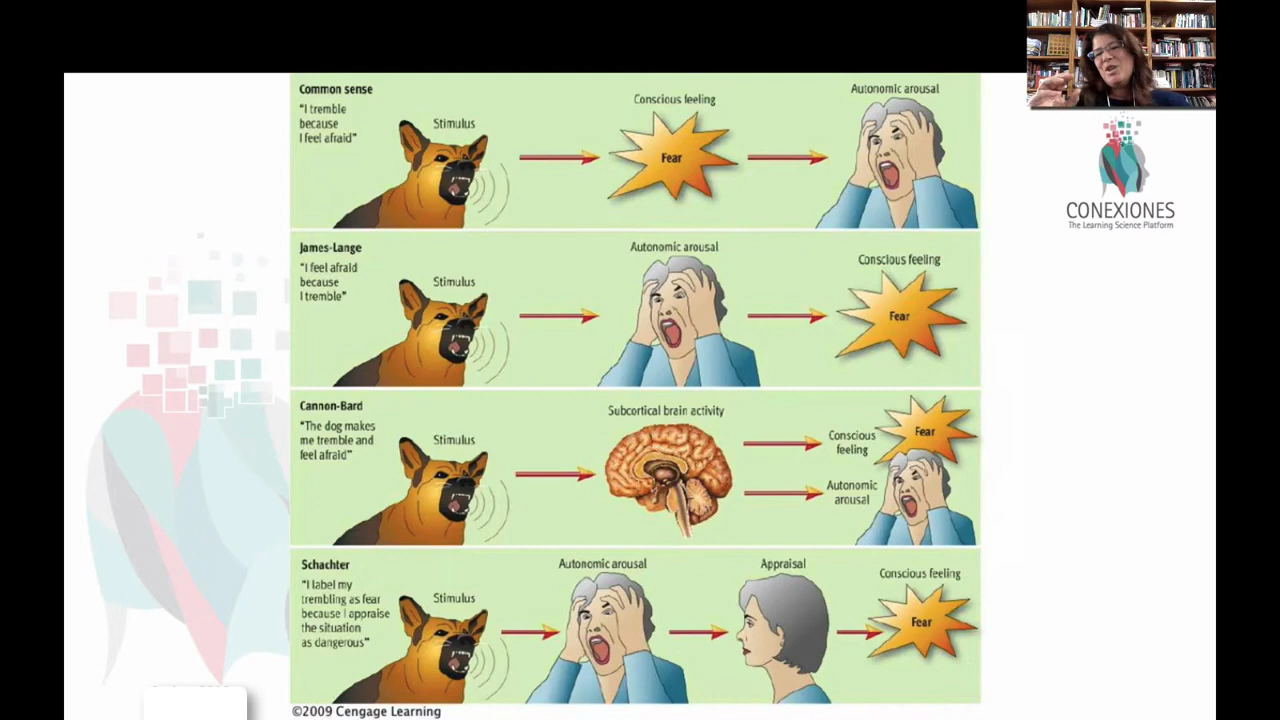 Common sense
"I tremble
because
I feel afraid"
Stimulus
Conscious feeling
Fear
Autonomic arousal
CONEXIONES
The Learning Science Platform
James-Lange
"I feel afraid
because
I tremble"
Stimulus
Autonomic arousal
Conscious feeling
Fear
Cannon-Bard
"The dog makes
me tremble and
feel afraid"
Stimulus
Subcortical brain activity
Conscious
feeling
Fear
Autonomic
arousal
Schachter
"I label my
trembling as fear
because I appraise
the situation
as dangerous"
Stimulus
Autonomic arousal
Appraisal
Conscious feeling
Fear
©2009 Cengage Learning